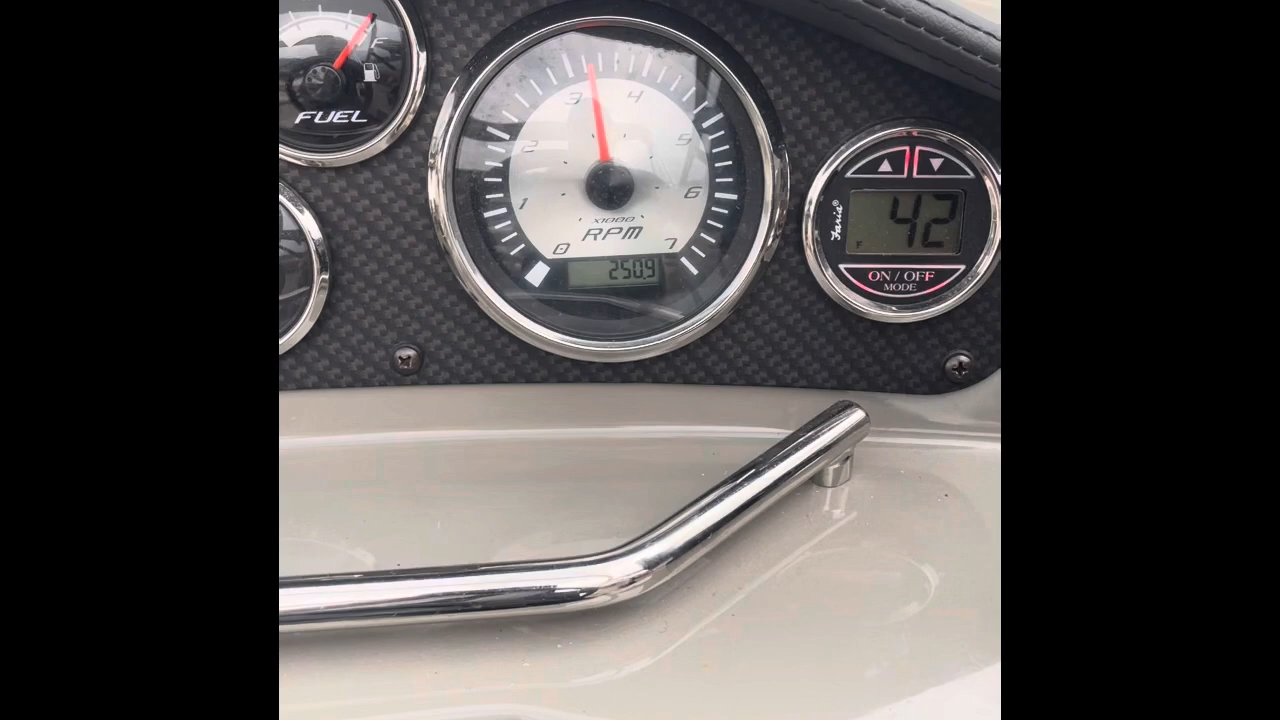 F
FUEL
0 1 2 3 4 5 6 7
X1000
RPM
250.9
Faria®
42
F
ON / OFF
MODE